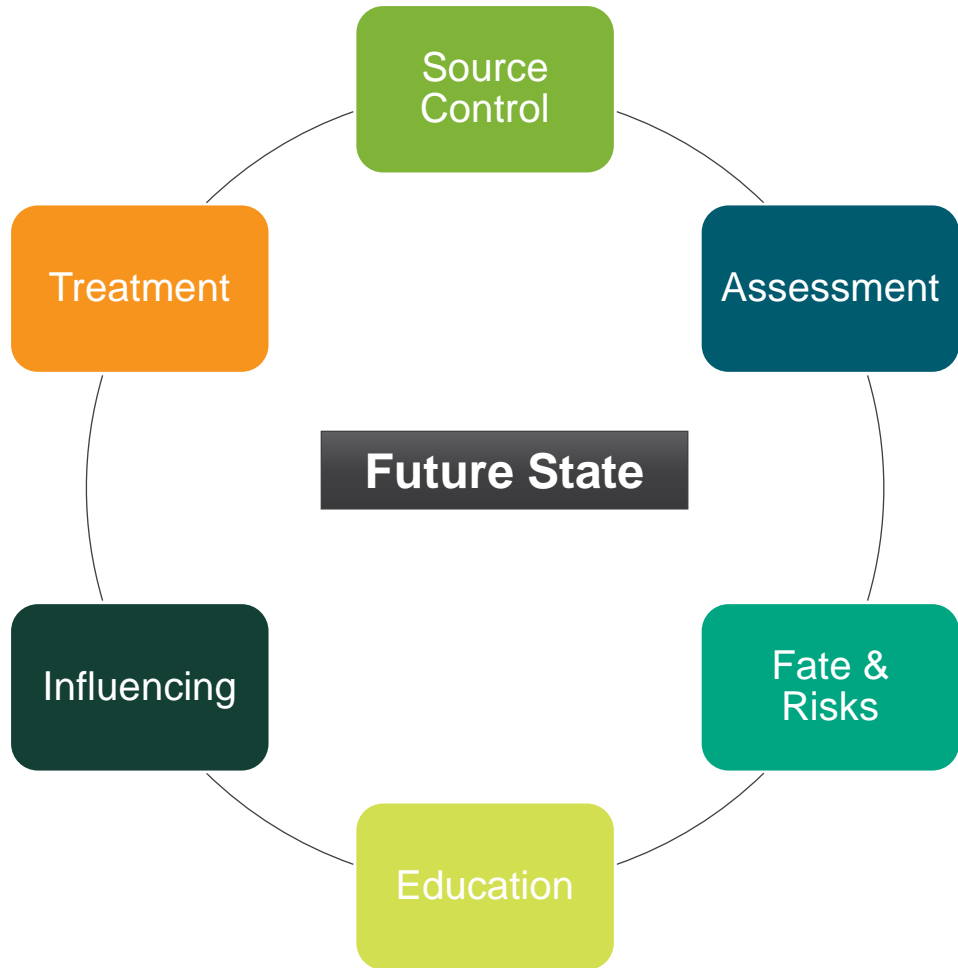 Source
Control
Treatment
Assessment
Future State
Influencing
Fate &
Risks
Education